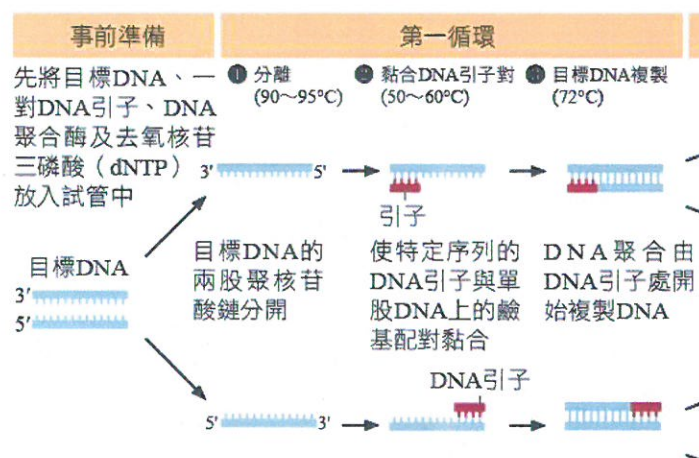 事前準備
第一循環
先將目標DNA、一
對DNA引子、DNA
聚合酶及去氧核苷
三磷酸（dNTP）
放入試管中
❶ 分離
(90～95°C)
❷ 黏合DNA引子對
(50～60°C)
❸ 目標DNA複製
(72°C)
3' 5'
引子
目標DNA的
兩股聚核苷
酸鏈分開
使特定序列的
DNA引子與單
股DNA上的鹼
基配對黏合
DNA聚合由
DNA引子處開
始複製DNA
目標DNA
3'
5'
DNA引子
5' 3'